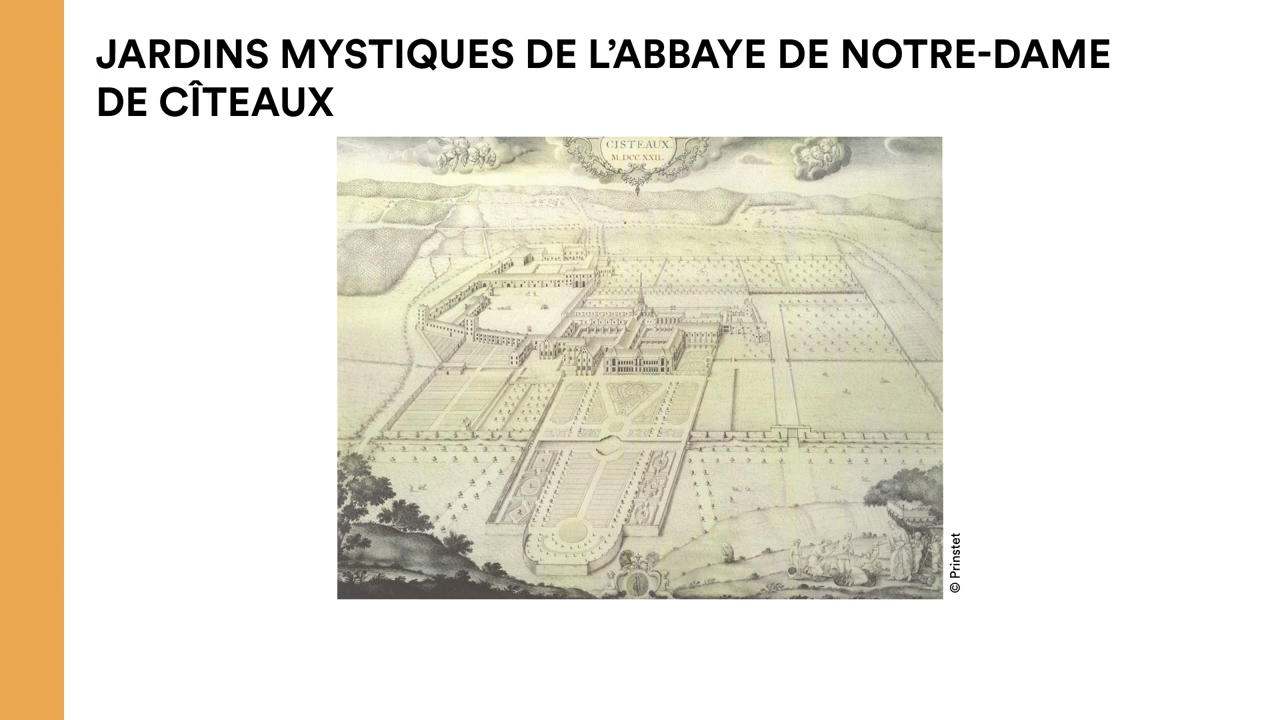 JARDINS MYSTIQUES DE L’ABBAYE DE NOTRE-DAME
DE CÎTEAUX
CISTEAUX.
M.DCC.XXII.
© Prinstet